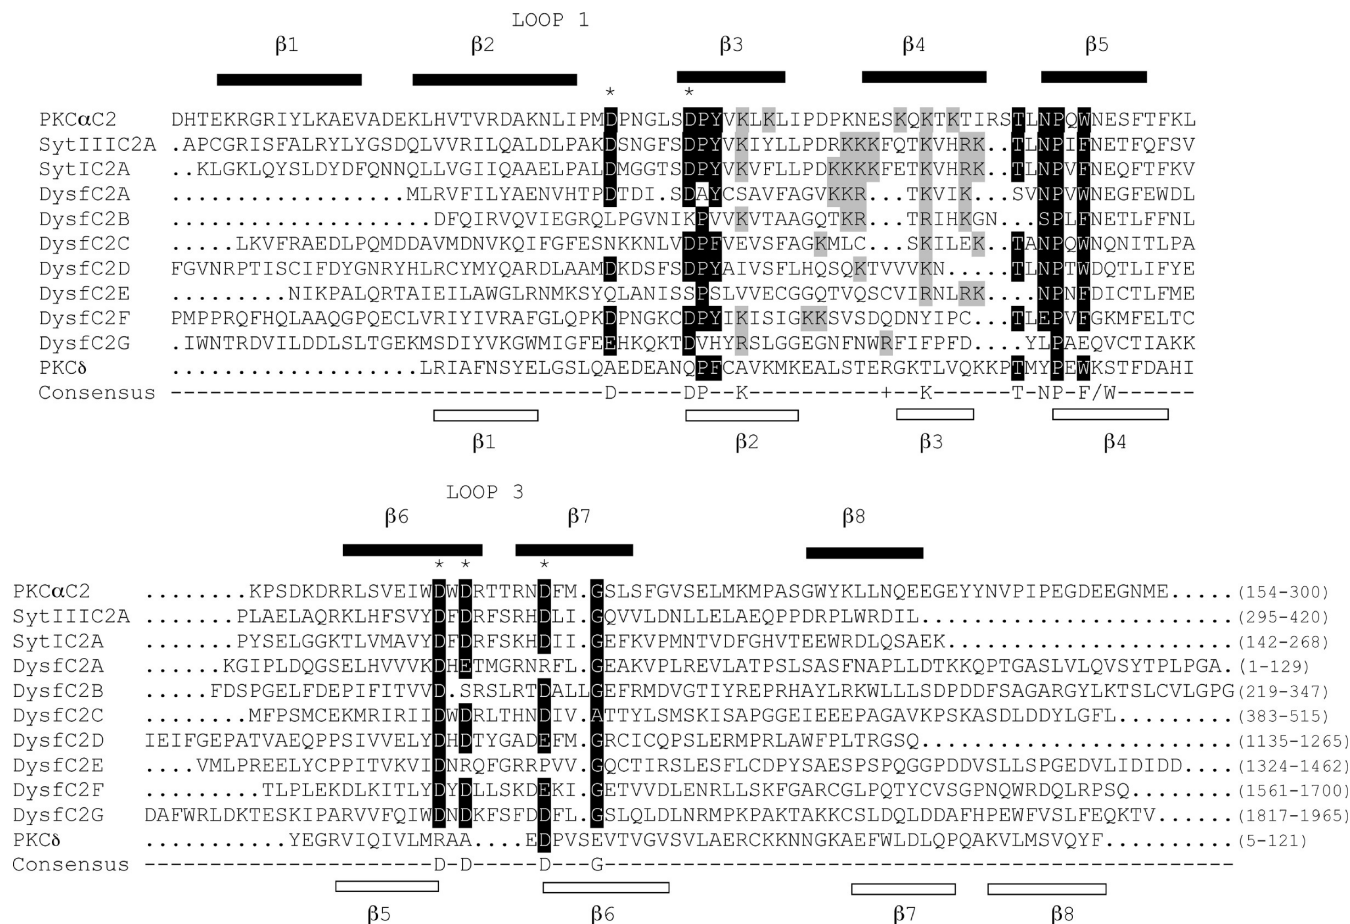 LOOP 1
β1 β2 β3 β4 β5
* *
PKCαC2 DHTEKRGRIYLKAEVADEKLHVTVRDAKNLIPMDPNGLSDPYVKLKLIPDPKNESKQKTKTIRSTLNPQWNESFTFKL
SytIIIC2A .APCGRISFALRYLYGSDQLVVRILQALDLPAKDSNGFSDPYVKIYLLPDRKKKFQTKVHRK..TLNPIFNETFQFSV
SytIC2A ..KLGKLQYSLDYDFQNNQLLVGIIQAAELPALDMGGTSDPYVKVFLLPDKKKKFETKVHRK..TLNPVFNEQFTFKV
DysfC2A ..................MLRVFILYAENVHTPDTDI.SDAYCSAVFAGVKKR...TKVIK...SVNPVWNEGFEWDL
DysfC2B ....................DFQIRVQVIEGRQLPGVNIKPVVKVTAAGQTKR...TRIHKGN..SPLFNETLFFNL
DysfC2C .....LKVFRAEDLPQMDDAVMDNVKQIFGFESNKKNLVDPFVEVSFAGKMLC...SKILEK.TANPQWNQNITLPA
DysfC2D FGVNRPTISCIFDYGNRYHLRCYMYQARDLAAMDKDSFSDPYAIVSFLHQSQKTVVVKN.....TLNPTWDQTLIFYE
DysfC2E .........NIKPALQRTAIEILAWGLRNMKSYQLANISSPSLVVECGGQTVQSCVIRNLRK....NPNFDICTLFME
DysfC2F PMPPRQFHQLAAQGPQECLVRIYIVRAFGLQPKDPNGKCDPYIKISIGKKSVSDQDNYIPC...TLEPVFGKMFELTC
DysfC2G .IWNTRDVILDDLSLTGEKMSDIYVKGWMIGFEEHKQKTDVHYRSLGGEGNFNWRFIFPFD....YLPAEQVCTIAKK
PKCδ ...................LRIAFNSYELGSLQAEDEANQPFCAVKMKEALSTERGKTLVQKKPTMYPEWKSTFDAHI
Consensus ---------------------------------D-----DP--K----------+--K------T-NP-F/W------
β1 β2 β3 β4
LOOP 3
β6 β7 β8
* * *
PKCαC2 ........KPSDKDRRLSVEIWDWDRTTRNDFM.GSLSFGVSELMKMPASGWYKLLNQEEGEYYNVPIPEGDEEGNME.....(154-300)
SytIIIC2A .......PLAELAQRKLHFSVYDFDRFSRHDLI.GQVVLDNLLELAEQPPDRPLWRDIL........................(295-420)
SytIC2A .......PYSELGGKTLVMAVYDFDRFSKHDII.GEFKVPMNTVDFGHVTEEWRDLQSAEK......................(142-268)
DysfC2A ......KGIPLDQGSELHVVVKDHETMGRNRFL.GEAKVPLREVLATPSLSASFNAPLLDTKKQPTGASLVLQVSYTPLPGA.(1-129)
DysfC2B .....FDSPGELFDEPIFITVVD.SRSLRTDALLGEFRMDVGTIYREPRHAYLRKWLLLSDPDDFSAGARGYLKTSLCVLGPG(219-347)
DysfC2C ........MFPSMCEKMRIRIIDWDRLTHNDIV.ATTYLSMSKISAPGGEIEEEPAGAVKPSKASDLDDYLGFL.........(383-515)
DysfC2D IEIFGEPATVAEQPPSIVVELYDHDTYGADEFM.GRCICQPSLERMPRLAWFPLTRGSQ........................(1135-1265)
DysfC2E ....VMLPREELYCPPITVKVIDNRQFGRRPVV.GQCTIRSLESFLCDPYSAESPSPQGGPDDVSLLSPGEDVLIDIDD....(1324-1462)
DysfC2F .........TLPLEKDLKITLYDYDLLSKDEKI.GETVVDLENRLLSKFGARCGLPQTYCVSGPNQWRDQLRPSQ........(1561-1700)
DysfC2G DAFWRLDKTESKIPARVVFQIWDNDKFSFDDFL.GSLQLDLNRMPKPAKTAKKCSLDQLDDAFHPEWFVSLFEQKTV......(1817-1965)
PKCδ ...........YEGRVIQIVLMRAA....EDPVSEVTVGVSVLAERCKKNNGKAEFWLDLQPQAKVLMSVQYF..........(5-121)
Consensus ----------------------D-D-----D---G------------------------------------------------
β5 β6 β7 β8